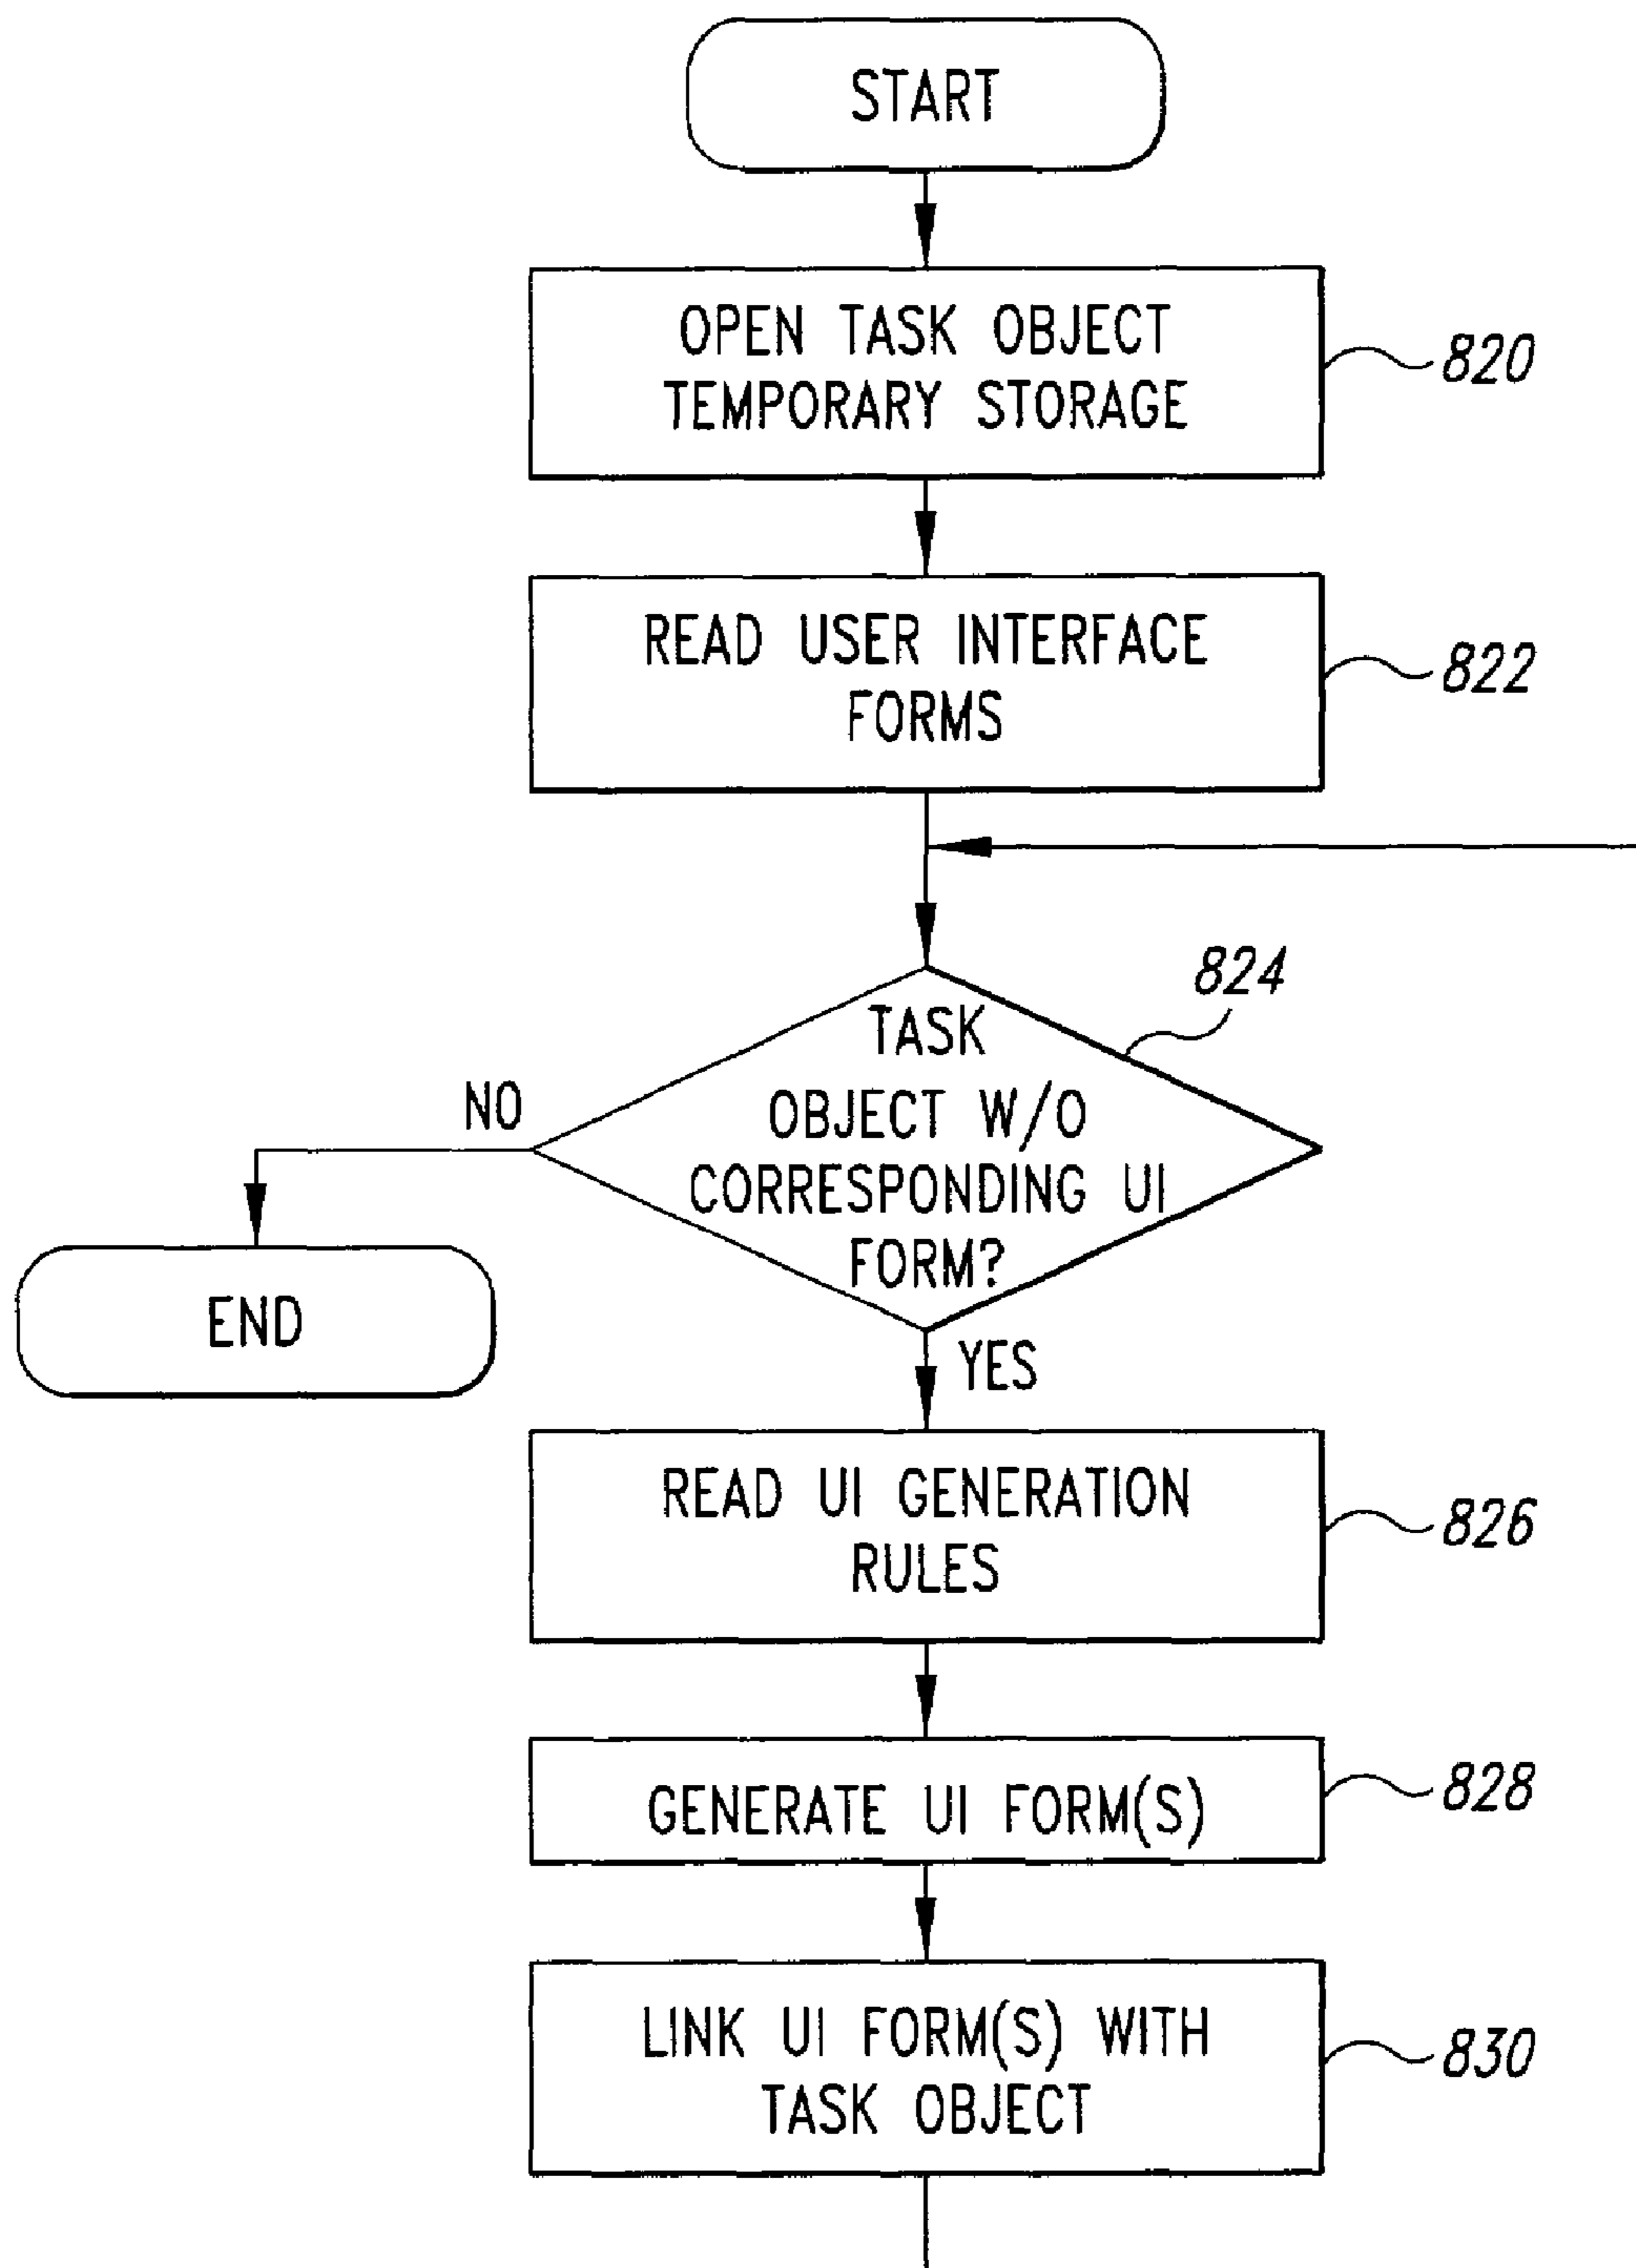 START
OPEN TASK OBJECT
TEMPORARY STORAGE
820
READ USER INTERFACE
FORMS
822
824
TASK
OBJECT W/O
CORRESPONDING UI
FORM?
NO
END
YES
READ UI GENERATION
RULES
826
GENERATE UI FORM(S)
828
LINK UI FORM(S) WITH
TASK OBJECT
830